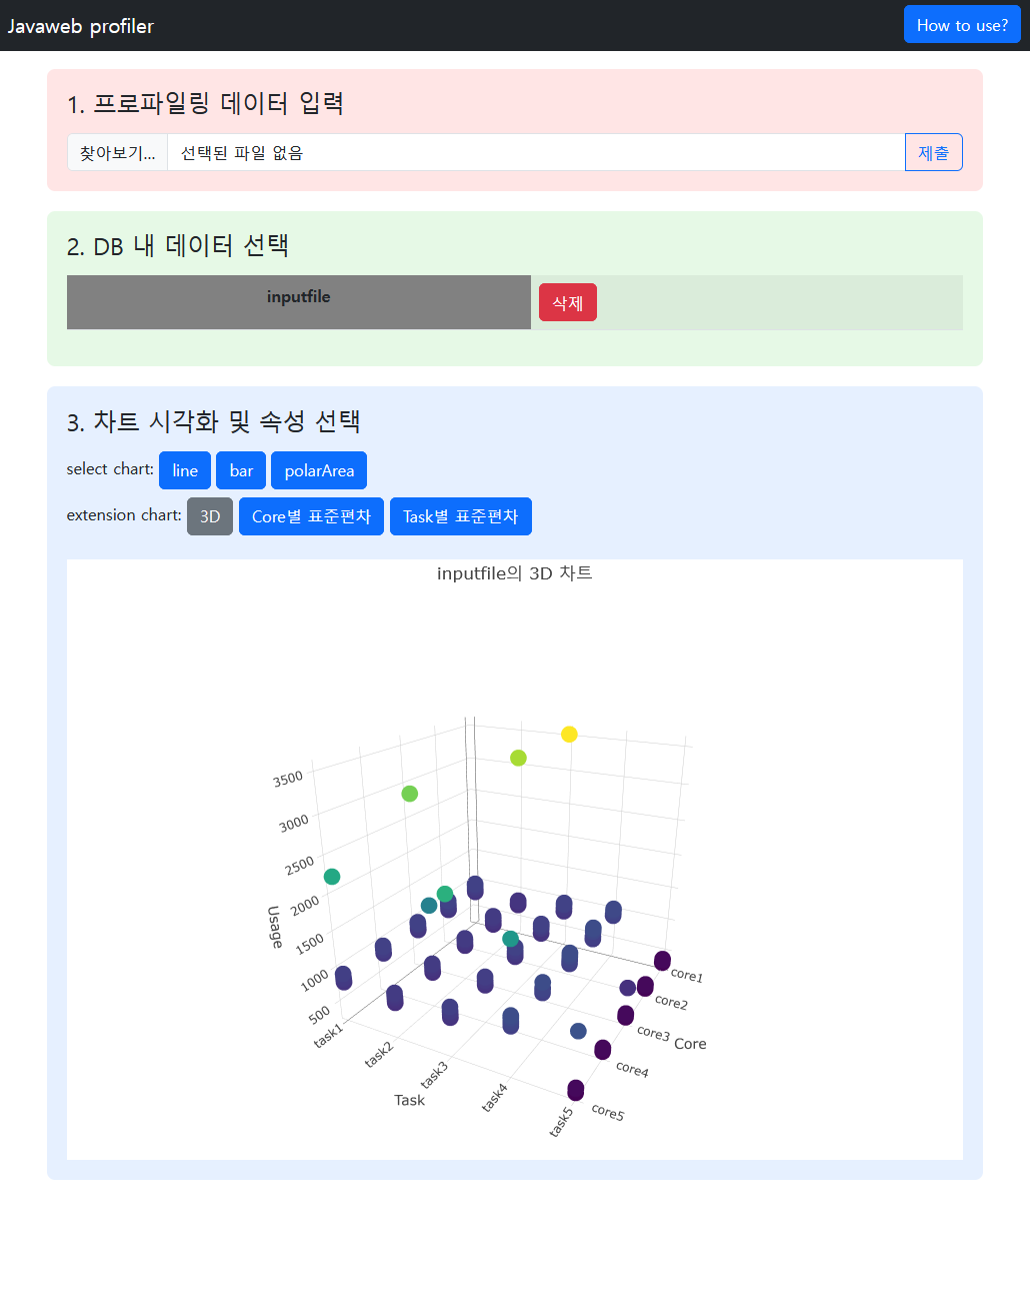 Javaweb profiler
How to use?
1. 프로파일링 데이터 입력
찾아보기...
선택된 파일 없음
제출
2. DB 내 데이터 선택
inputfile
삭제
3. 차트 시각화 및 속성 선택
select chart: line bar polarArea
extension chart: 3D Core별 표준편차 Task별 표준편차
inputfile의 3D 차트
3500
3000
2500
2000
1500
1000
500
Usage
task1
task2
task3
task4
task5
Task
core1
core2
core3
core4
core5
Core